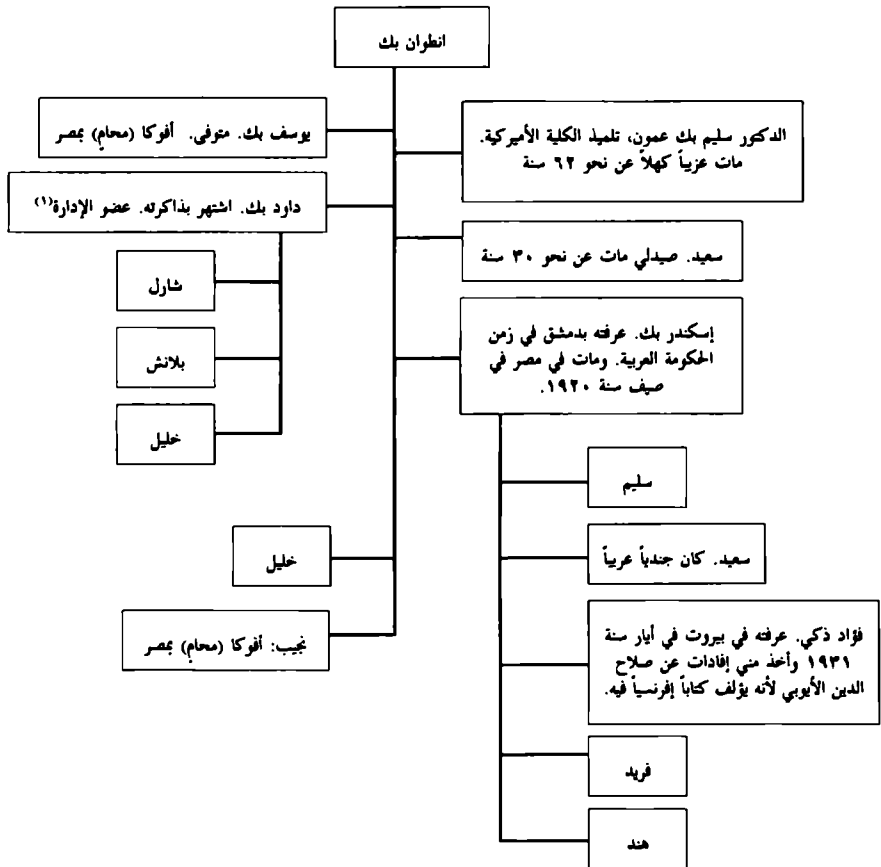 انطوان بك
الدكتور سليم بك عمون، تلميذ الكلية الأميركية.
مات عزيباً كهلاً عن نحو ٦٢ سنة
يوسف بك. متوفى. أفوكا (محامٍ) بمصر
داود بك. اشتهر بذاكرته. عضو الإدارة(١)
سعيد. صيدلي مات عن نحو ٣٠ سنة
شارل
بلانش
خليل
إسكندر بك. عرفته بدمشق في زمن
الحكومة العربية. ومات في مصر في
صيف سنة ١٩٢٠.
سليم
سعيد. كان جندياً عربياً
فؤاد ذكي. عرفته في بيروت في أيار سنة
١٩٣١ وأخذ مني إفادات عن صلاح
الدين الأيوبي لأنه يؤلف كتاباً إفرنسياً فيه.
فريد
هند
خليل
نجيب: أفوكا (محامٍ) بمصر